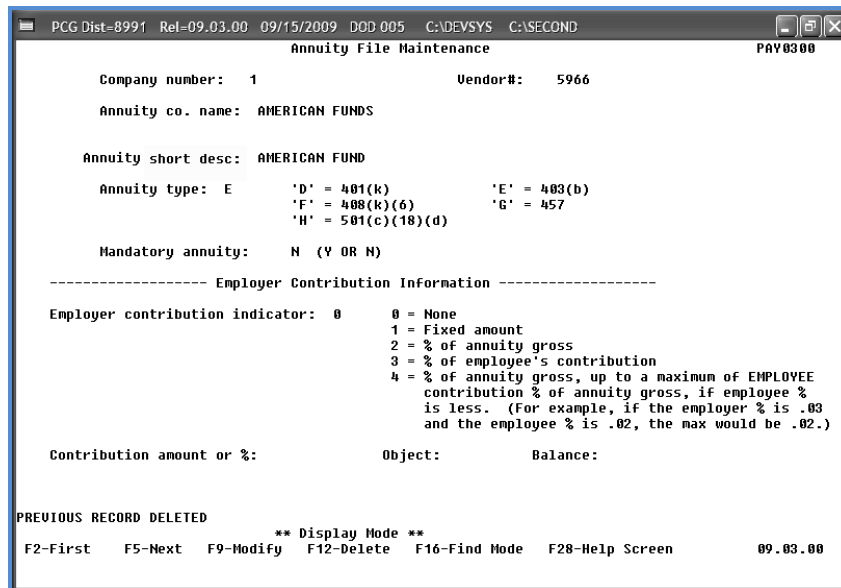 PCG Dist=8991 Rel=09.03.00 09/15/2009 DOD 005 C:\DEVSYS C:\SECOND
Annuity File Maintenance PAY0300
Company number: 1 Vendor#: 5966
Annuity co. name: AMERICAN FUNDS
Annuity short desc: AMERICAN FUND
Annuity type: E 'D' = 401(k) 'E' = 403(b)
'F' = 408(k)(6) 'G' = 457
'H' = 501(c)(18)(d)
Mandatory annuity: N (Y OR N)
------------------- Employer Contribution Information -------------------
Employer contribution indicator: 0 0 = None
1 = Fixed amount
2 = % of annuity gross
3 = % of employee's contribution
4 = % of annuity gross, up to a maximum of EMPLOYEE
contribution % of annuity gross, if employee %
is less. (For example, if the employer % is .03
and the employee % is .02, the max would be .02.)
Contribution amount or %: Object: Balance:
PREVIOUS RECORD DELETED
** Display Mode **
F2-First F5-Next F9-Modify F12-Delete F16-Find Mode F28-Help Screen 09.03.00